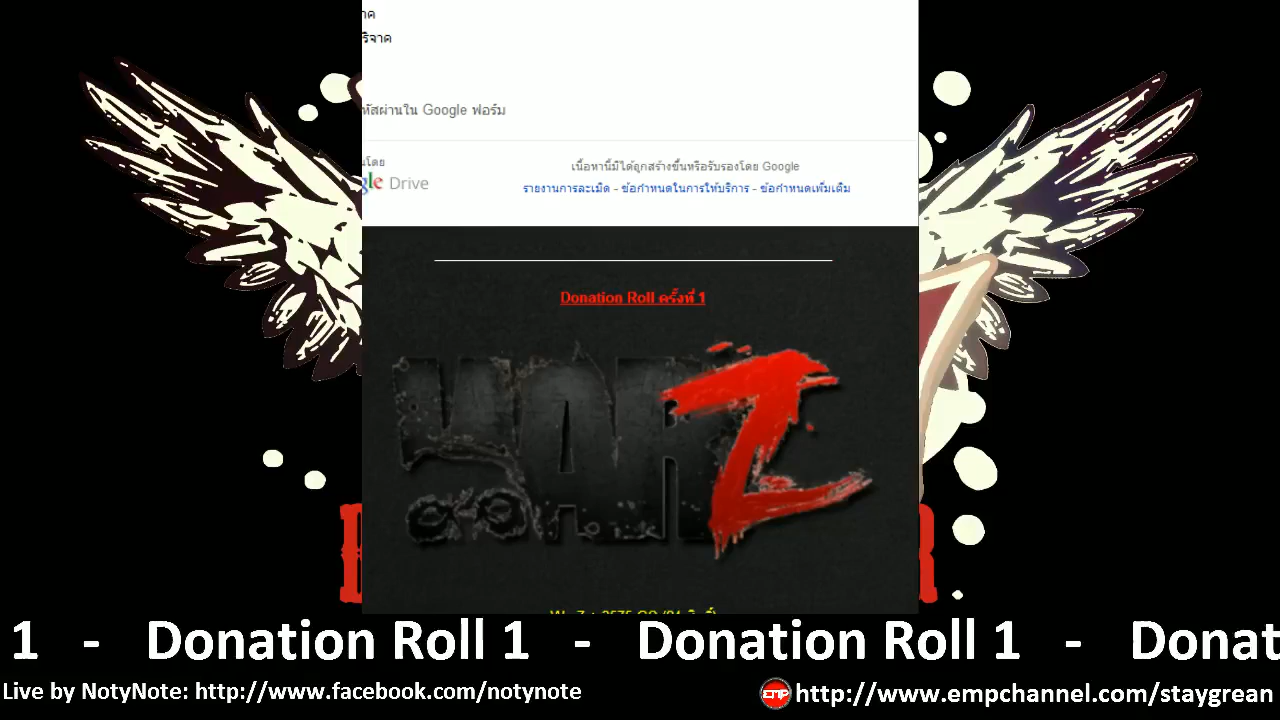 าค
ริจาค
หัสผ่านใน Google ฟอร์ม
นโดย
gle Drive
เนื้อหานี้มิได้ถูกสร้างขึ้นหรือรับรองโดย Google
รายงานการละเมิด - ข้อกำหนดในการให้บริการ - ข้อกำหนดเพิ่มเติม
Donation Roll ครั้งที่ 1
WAR Z
1 - Donation Roll 1 - Donation Roll 1 - Donat
Live by NotyNote: http://www.facebook.com/notynote
EMP http://www.empchannel.com/staygrean